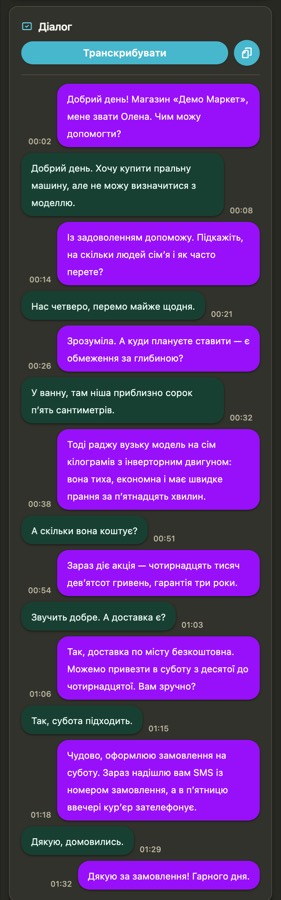 Діалог
Транскрибувати
Добрий день! Магазин «Демо Маркет»,
мене звати Олена. Чим можу
допомогти?
00:02
Добрий день. Хочу купити пральну
машину, але не можу визначитися з
моделлю.
00:08
Із задоволенням допоможу. Підкажіть,
на скільки людей сім’я і як часто
перете?
00:14
Нас четверо, перемо майже щодня.
00:21
Зрозуміла. А куди плануєте ставити — є
обмеження за глибиною?
00:26
У ванну, там ніша приблизно сорок
п’ять сантиметрів.
00:32
Тоді раджу вузьку модель на сім
кілограмів з інверторним двигуном:
вона тиха, економна і має швидке
прання за п’ятнадцять хвилин.
00:38
А скільки вона коштує?
00:51
Зараз діє акція — чотирнадцять тисяч
дев’ятсот гривень, гарантія три роки.
00:54
Звучить добре. А доставка є?
01:03
Так, доставка по місту безкоштовна.
Можемо привезти в суботу з десятої до
чотирнадцятої. Вам зручно?
01:06
Так, субота підходить.
01:15
Чудово, оформлюю замовлення на
суботу. Зараз надішлю вам SMS із
номером замовлення, а в п’ятницю
ввечері кур’єр зателефонує.
01:18
Дякую, домовились.
01:29
Дякую за замовлення! Гарного дня.
01:32